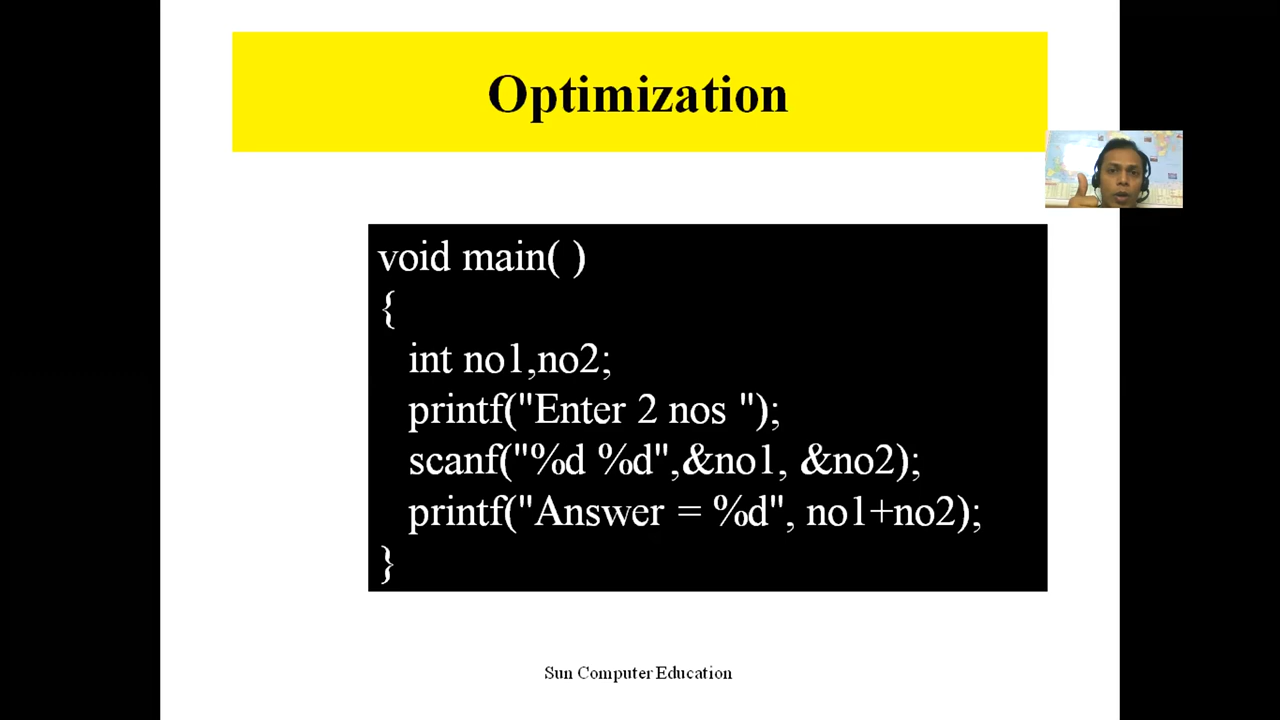 Optimization
void main( )
{
int no1,no2;
printf("Enter 2 nos ");
scanf("%d %d",&no1, &no2);
printf("Answer = %d", no1+no2);
}
Sun Computer Education